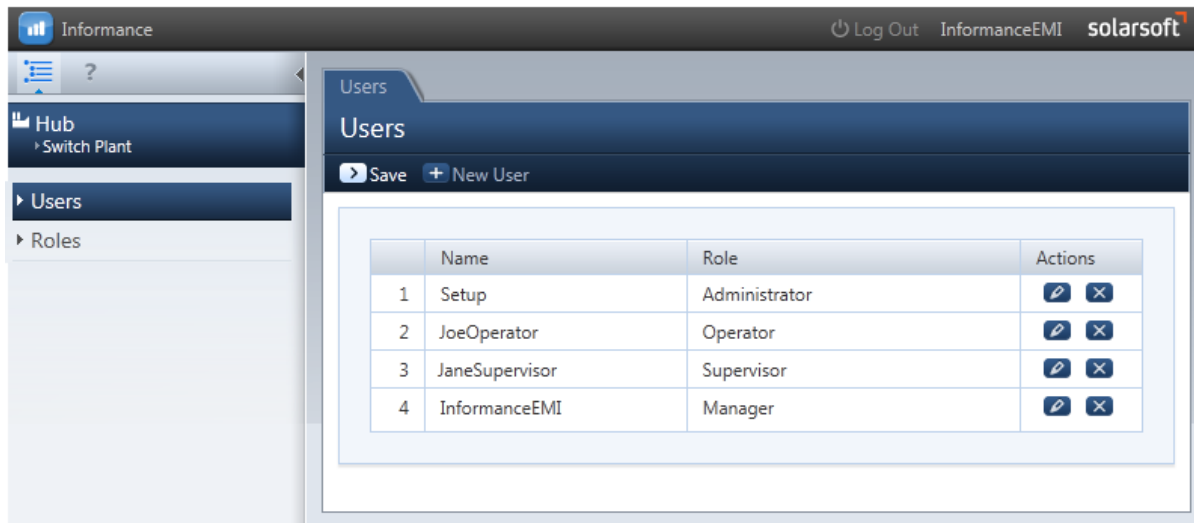 Informance
Log Out InformanceEMI solarsoft
?
Hub
Switch Plant
Users
Roles
Users
Users
Save New User
Name Role Actions
1 Setup Administrator
2 JoeOperator Operator
3 JaneSupervisor Supervisor
4 InformanceEMI Manager